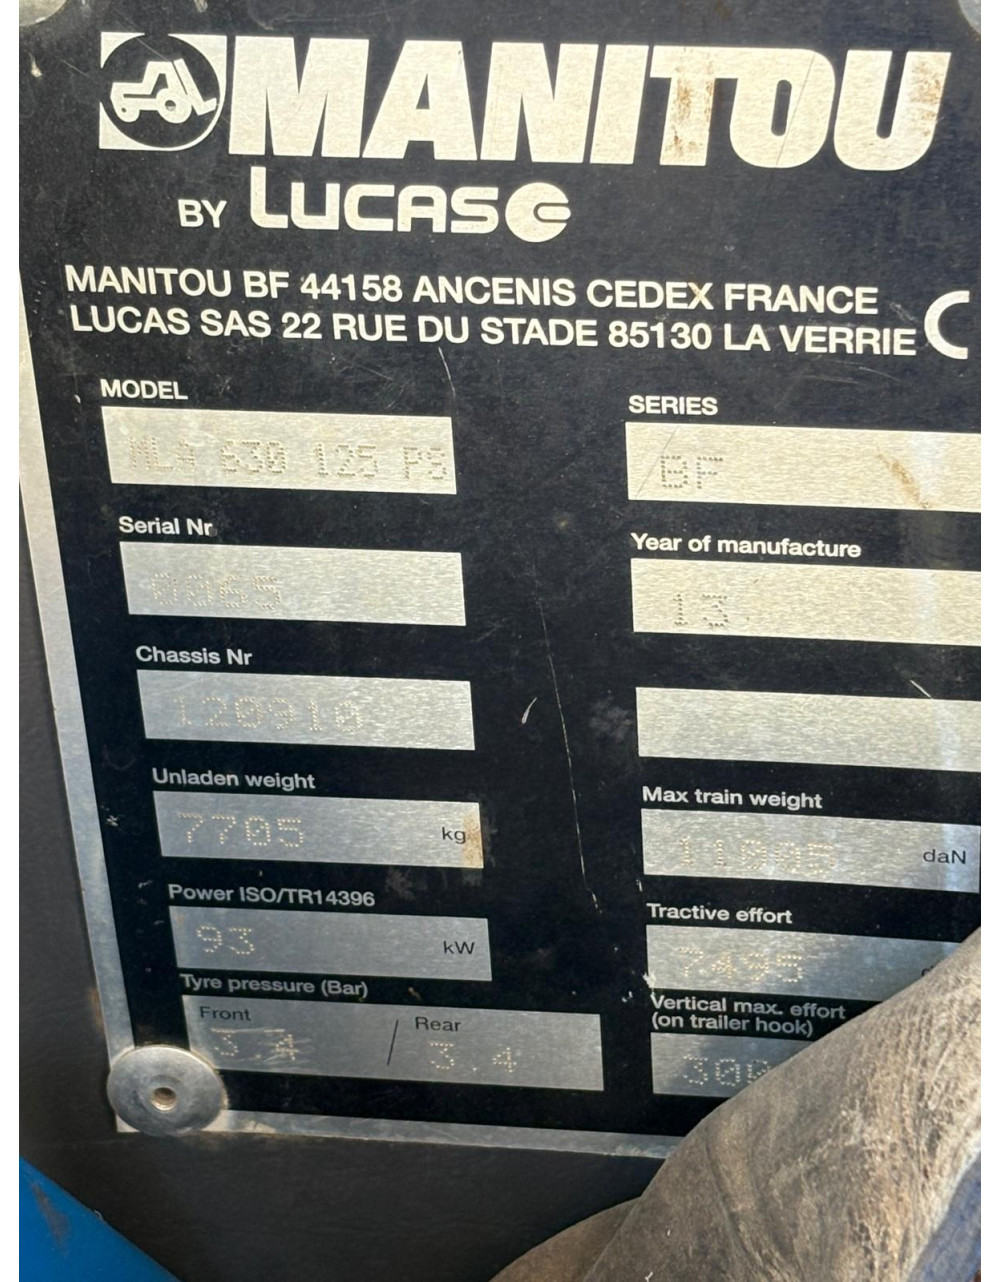 MANITOU
BY LUCAS
MANITOU BF 44158 ANCENIS CEDEX FRANCE
LUCAS SAS 22 RUE DU STADE 85130 LA VERRIE
MODEL
MLA 630 125 PS
SERIES
BF
Serial Nr
0065
Year of manufacture
13
Chassis Nr
120910
Unladen weight
7705 kg
Max train weight
daN
Power ISO/TR14396
93 kW
Tractive effort
7495
Tyre pressure (Bar)
Front / Rear
3.4
Vertical max. effort
(on trailer hook)